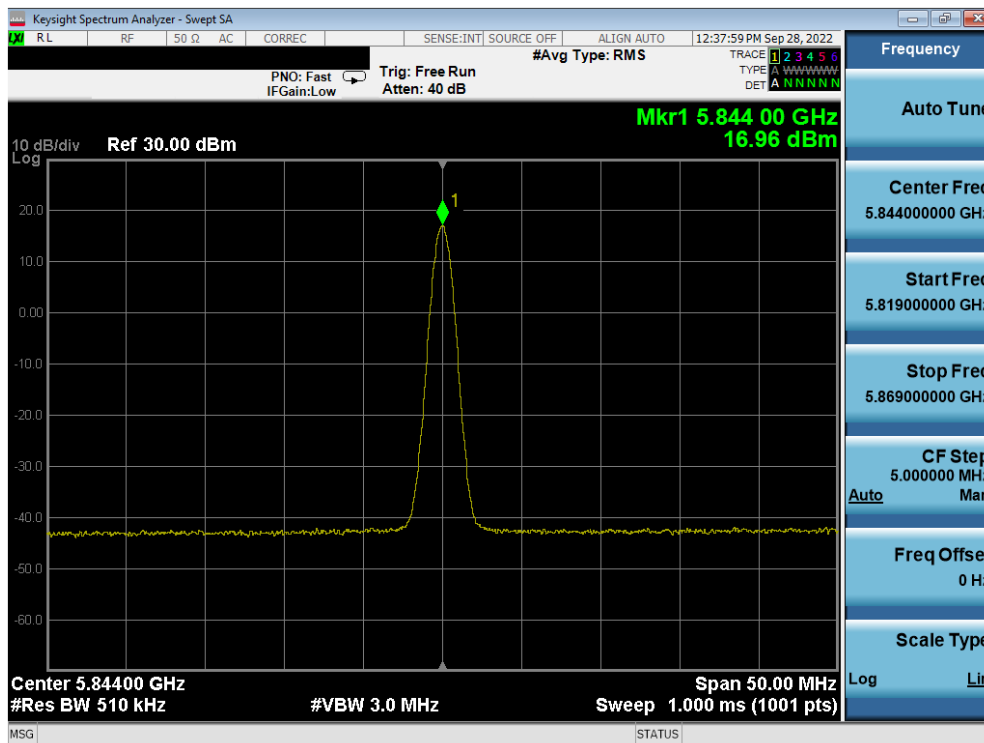 Keysight Spectrum Analyzer - Swept SA
LXI RL RF 50 Ω AC CORREC SENSE:INT SOURCE OFF ALIGN AUTO 12:37:59 PM Sep 28, 2022
#Avg Type: RMS
PNO: Fast
IFGain:Low
Trig: Free Run
Atten: 40 dB
TRACE 1 2 3 4 5 6
TYPE A WWWWW
DET A N N N N N
Mkr1 5.844 00 GHz
16.96 dBm
10 dB/div Ref 30.00 dBm
Log
1
20.0
10.0
0.00
-10.0
-20.0
-30.0
-40.0
-50.0
-60.0
Center 5.84400 GHz Span 50.00 MHz
#Res BW 510 kHz #VBW 3.0 MHz Sweep 1.000 ms (1001 pts)
MSG STATUS
Frequency
Auto Tune
Center Freq
5.844000000 GHz
Start Freq
5.819000000 GHz
Stop Freq
5.869000000 GHz
CF Step
5.000000 MHz
Auto Man
Freq Offset
0 Hz
Scale Type
Log Lin